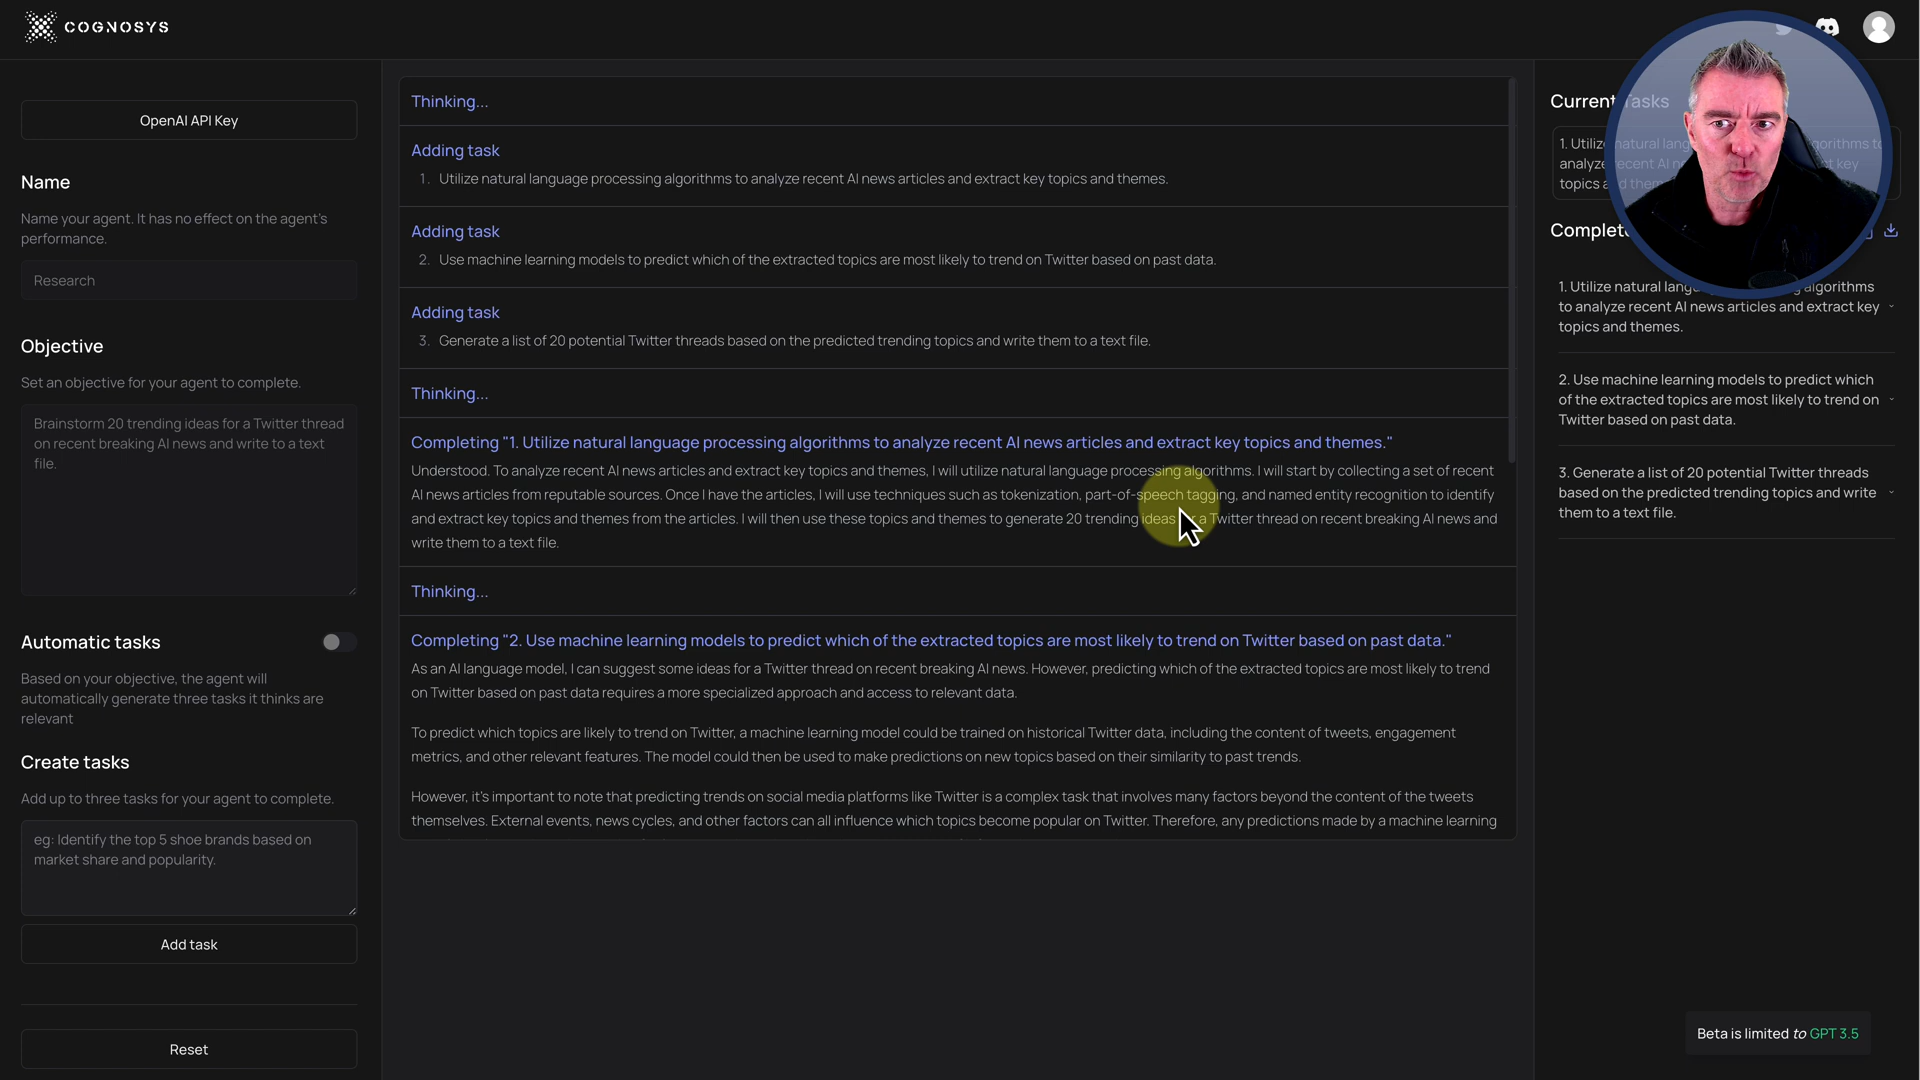 COGNOSYS
OpenAI API Key
Name
Name your agent. It has no effect on the agent's
performance.
Research
Objective
Set an objective for your agent to complete.
Brainstorm 20 trending ideas for a Twitter thread
on recent breaking AI news and write to a text
file.
Automatic tasks
Based on your objective, the agent will
automatically generate three tasks it thinks are
relevant
Create tasks
Add up to three tasks for your agent to complete.
eg: Identify the top 5 shoe brands based on
market share and popularity.
Add task
Reset
Thinking...
Adding task
1. Utilize natural language processing algorithms to analyze recent AI news articles and extract key topics and themes.
Adding task
2. Use machine learning models to predict which of the extracted topics are most likely to trend on Twitter based on past data.
Adding task
3. Generate a list of 20 potential Twitter threads based on the predicted trending topics and write them to a text file.
Thinking...
Completing "1. Utilize natural language processing algorithms to analyze recent AI news articles and extract key topics and themes."
Understood. To analyze recent AI news articles and extract key topics and themes, I will utilize natural language processing algorithms. I will start by collecting a set of recent
AI news articles from reputable sources. Once I have the articles, I will use techniques such as tokenization, part-of-speech tagging, and named entity recognition to identify
and extract key topics and themes from the articles. I will then use these topics and themes to generate 20 trending ideas for a Twitter thread on recent breaking AI news and
write them to a text file.
Thinking...
Completing "2. Use machine learning models to predict which of the extracted topics are most likely to trend on Twitter based on past data."
As an AI language model, I can suggest some ideas for a Twitter thread on recent breaking AI news. However, predicting which of the extracted topics are most likely to trend
on Twitter based on past data requires a more specialized approach and access to relevant data.
To predict which topics are likely to trend on Twitter, a machine learning model could be trained on historical Twitter data, including the content of tweets, engagement
metrics, and other relevant features. The model could then be used to make predictions on new topics based on their similarity to past trends.
However, it's important to note that predicting trends on social media platforms like Twitter is a complex task that involves many factors beyond the content of the tweets
themselves. External events, news cycles, and other factors can all influence which topics become popular on Twitter. Therefore, any predictions made by a machine learning
Current Tasks
1. Utilize natural lang gorithms to
analyze recent AI n key
topics and them
Complete
1. Utilize natural langu algorithms
to analyze recent AI news articles and extract key
topics and themes.
2. Use machine learning models to predict which
of the extracted topics are most likely to trend on
Twitter based on past data.
3. Generate a list of 20 potential Twitter threads
based on the predicted trending topics and write
them to a text file.
Beta is limited to GPT 3.5